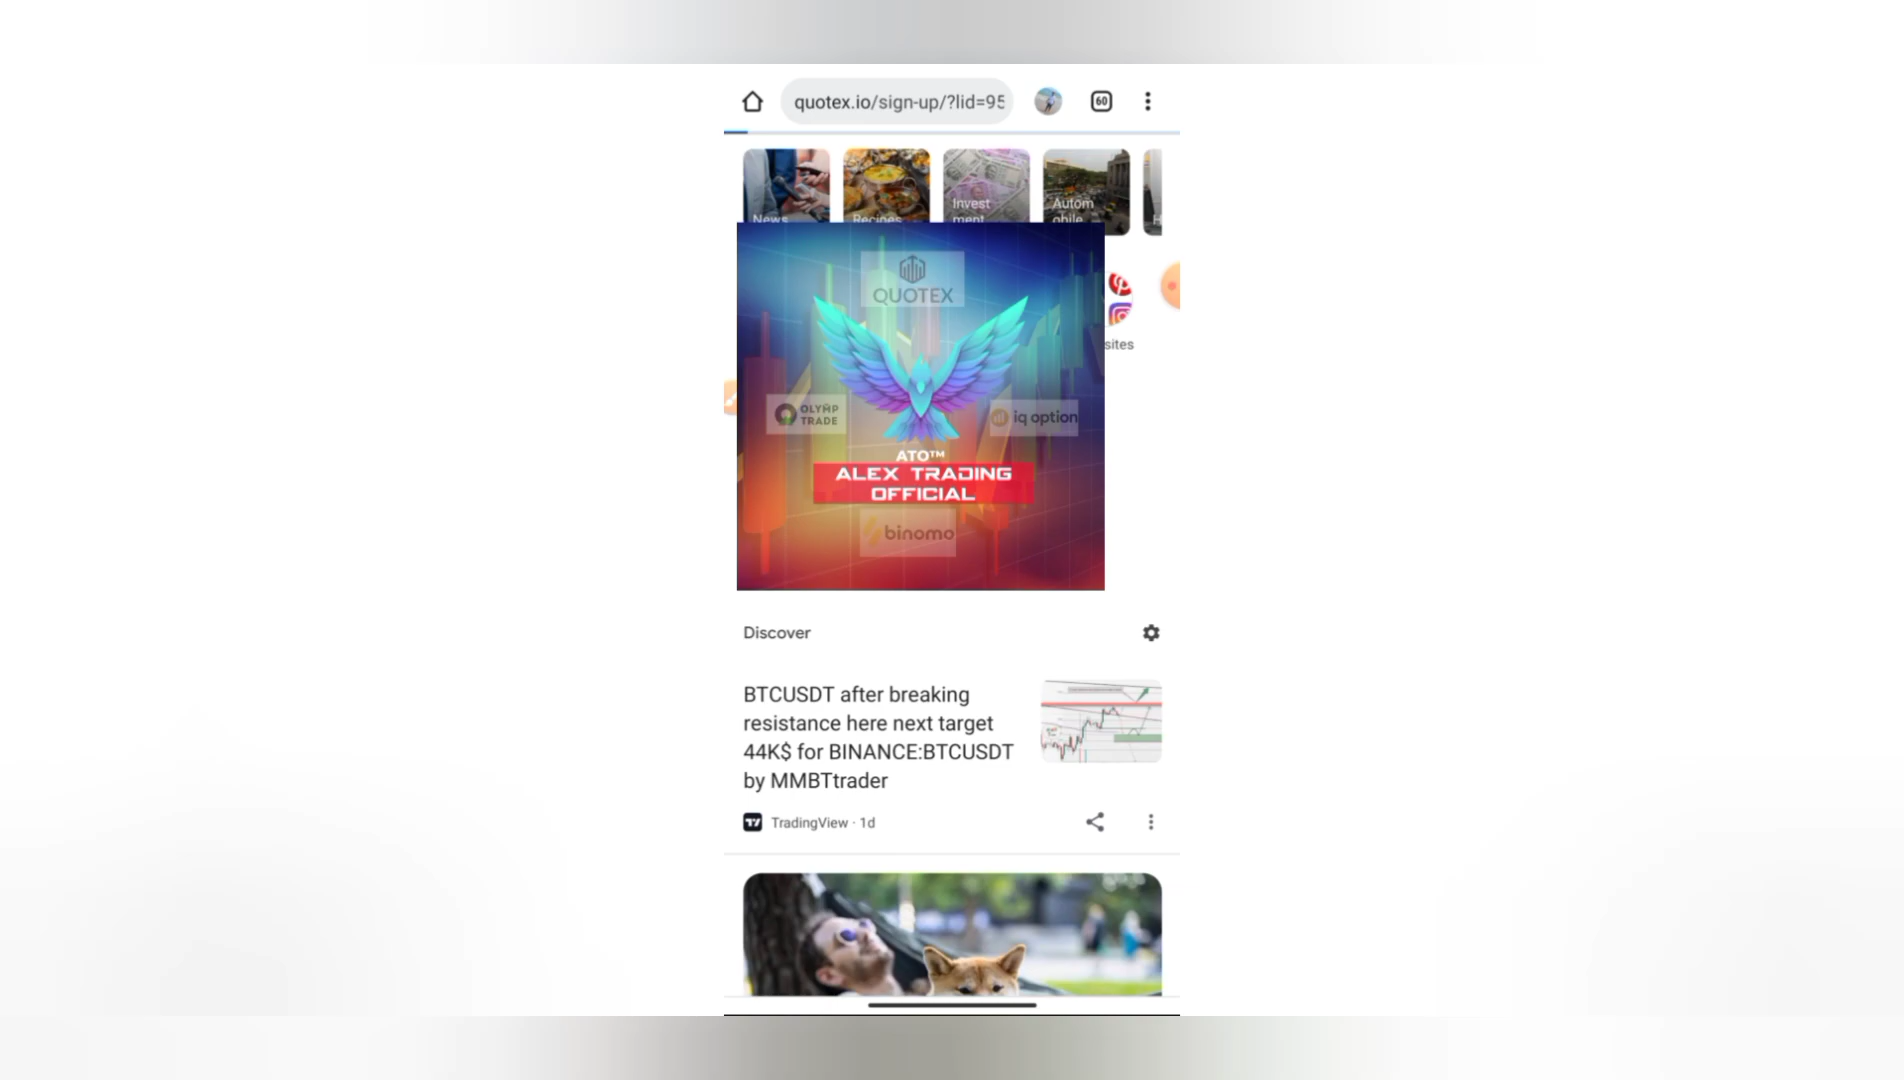 quotex.io/sign-up/?lid=95
60
News
Recipes
Invest
ment
Autom
obile
H
QUOTEX
sites
OLYMP
TRADE
iq option
ATO™
ALEX TRADING
OFFICIAL
binomo
Discover
BTCUSDT after breaking
resistance here next target
44K$ for BINANCE:BTCUSDT
by MMBTtrader
TradingView · 1d